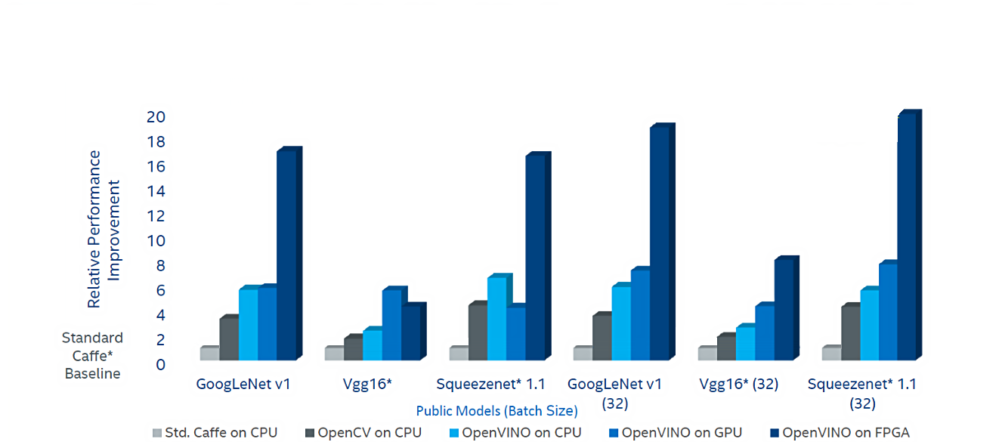 20
18
16
14
12
10
8
6
4
2
0
Relative Performance
Improvement
Standard
Caffe*
Baseline
GoogLeNet v1
Vgg16*
Squeezenet* 1.1
GoogLeNet v1
(32)
Vgg16* (32)
Squeezenet* 1.1
(32)
Public Models (Batch Size)
Std. Caffe on CPU
OpenCV on CPU
OpenVINO on CPU
OpenVINO on GPU
OpenVINO on FPGA